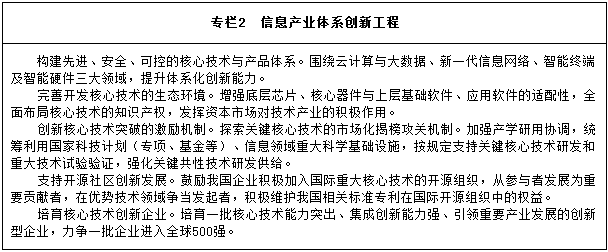 专栏2 信息产业体系创新工程
构建先进、安全、可控的核心技术与产品体系。围绕云计算与大数据、新一代信息网络、智能终端
及智能硬件三大领域，提升体系化创新能力。
完善开发核心技术的生态环境。增强底层芯片、核心器件与上层基础软件、应用软件的适配性，全
面布局核心技术的知识产权，发挥资本市场对技术产业的积极作用。
创新核心技术突破的激励机制。探索关键核心技术的市场化揭榜攻关机制。加强产学研用协调，统
筹利用国家科技计划（专项、基金等）、信息领域重大科学基础设施，按规定支持关键核心技术研发和
重大技术试验验证，强化关键共性技术研发供给。
支持开源社区创新发展。鼓励我国企业积极加入国际重大核心技术的开源组织，从参与者发展为重
要贡献者，在优势技术领域争当发起者，积极维护我国相关标准专利在国际开源组织中的权益。
培育核心技术创新企业。培育一批核心技术能力突出、集成创新能力强、引领重要产业发展的创新
型企业，力争一批企业进入全球500强。